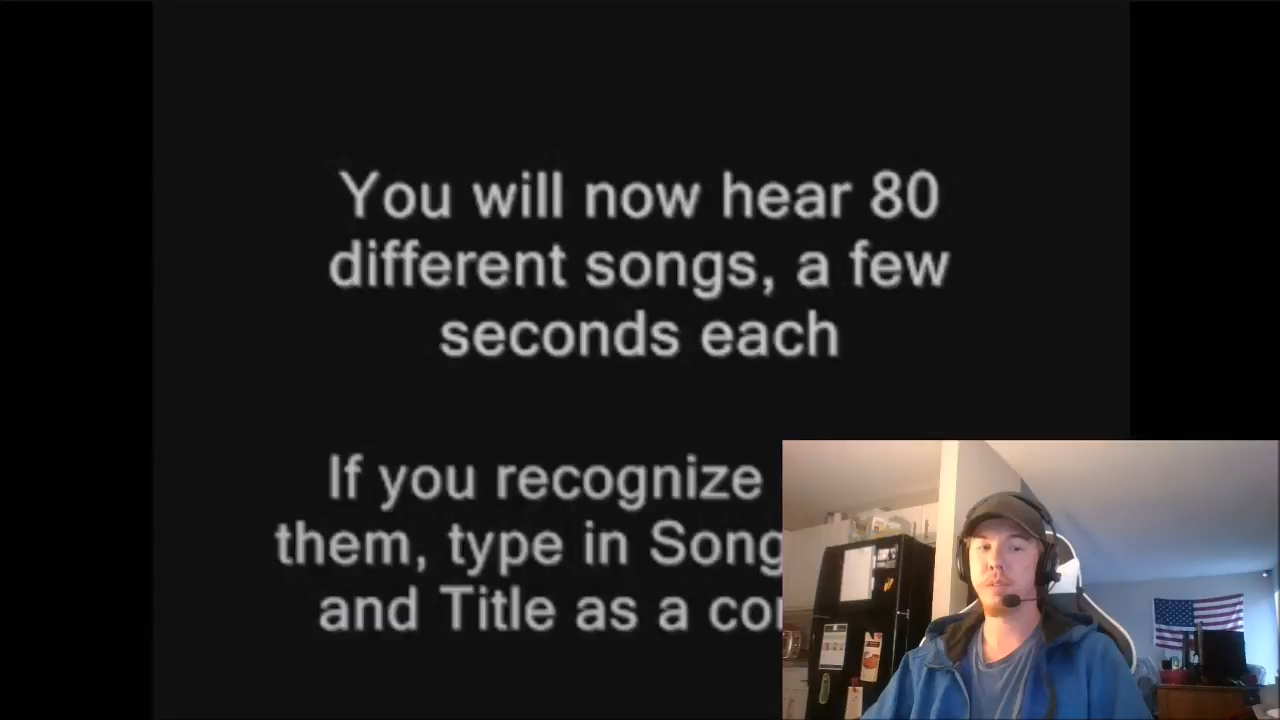 You will now hear 80
different songs, a few
seconds each
If you recognize
them, type in Song
and Title as a